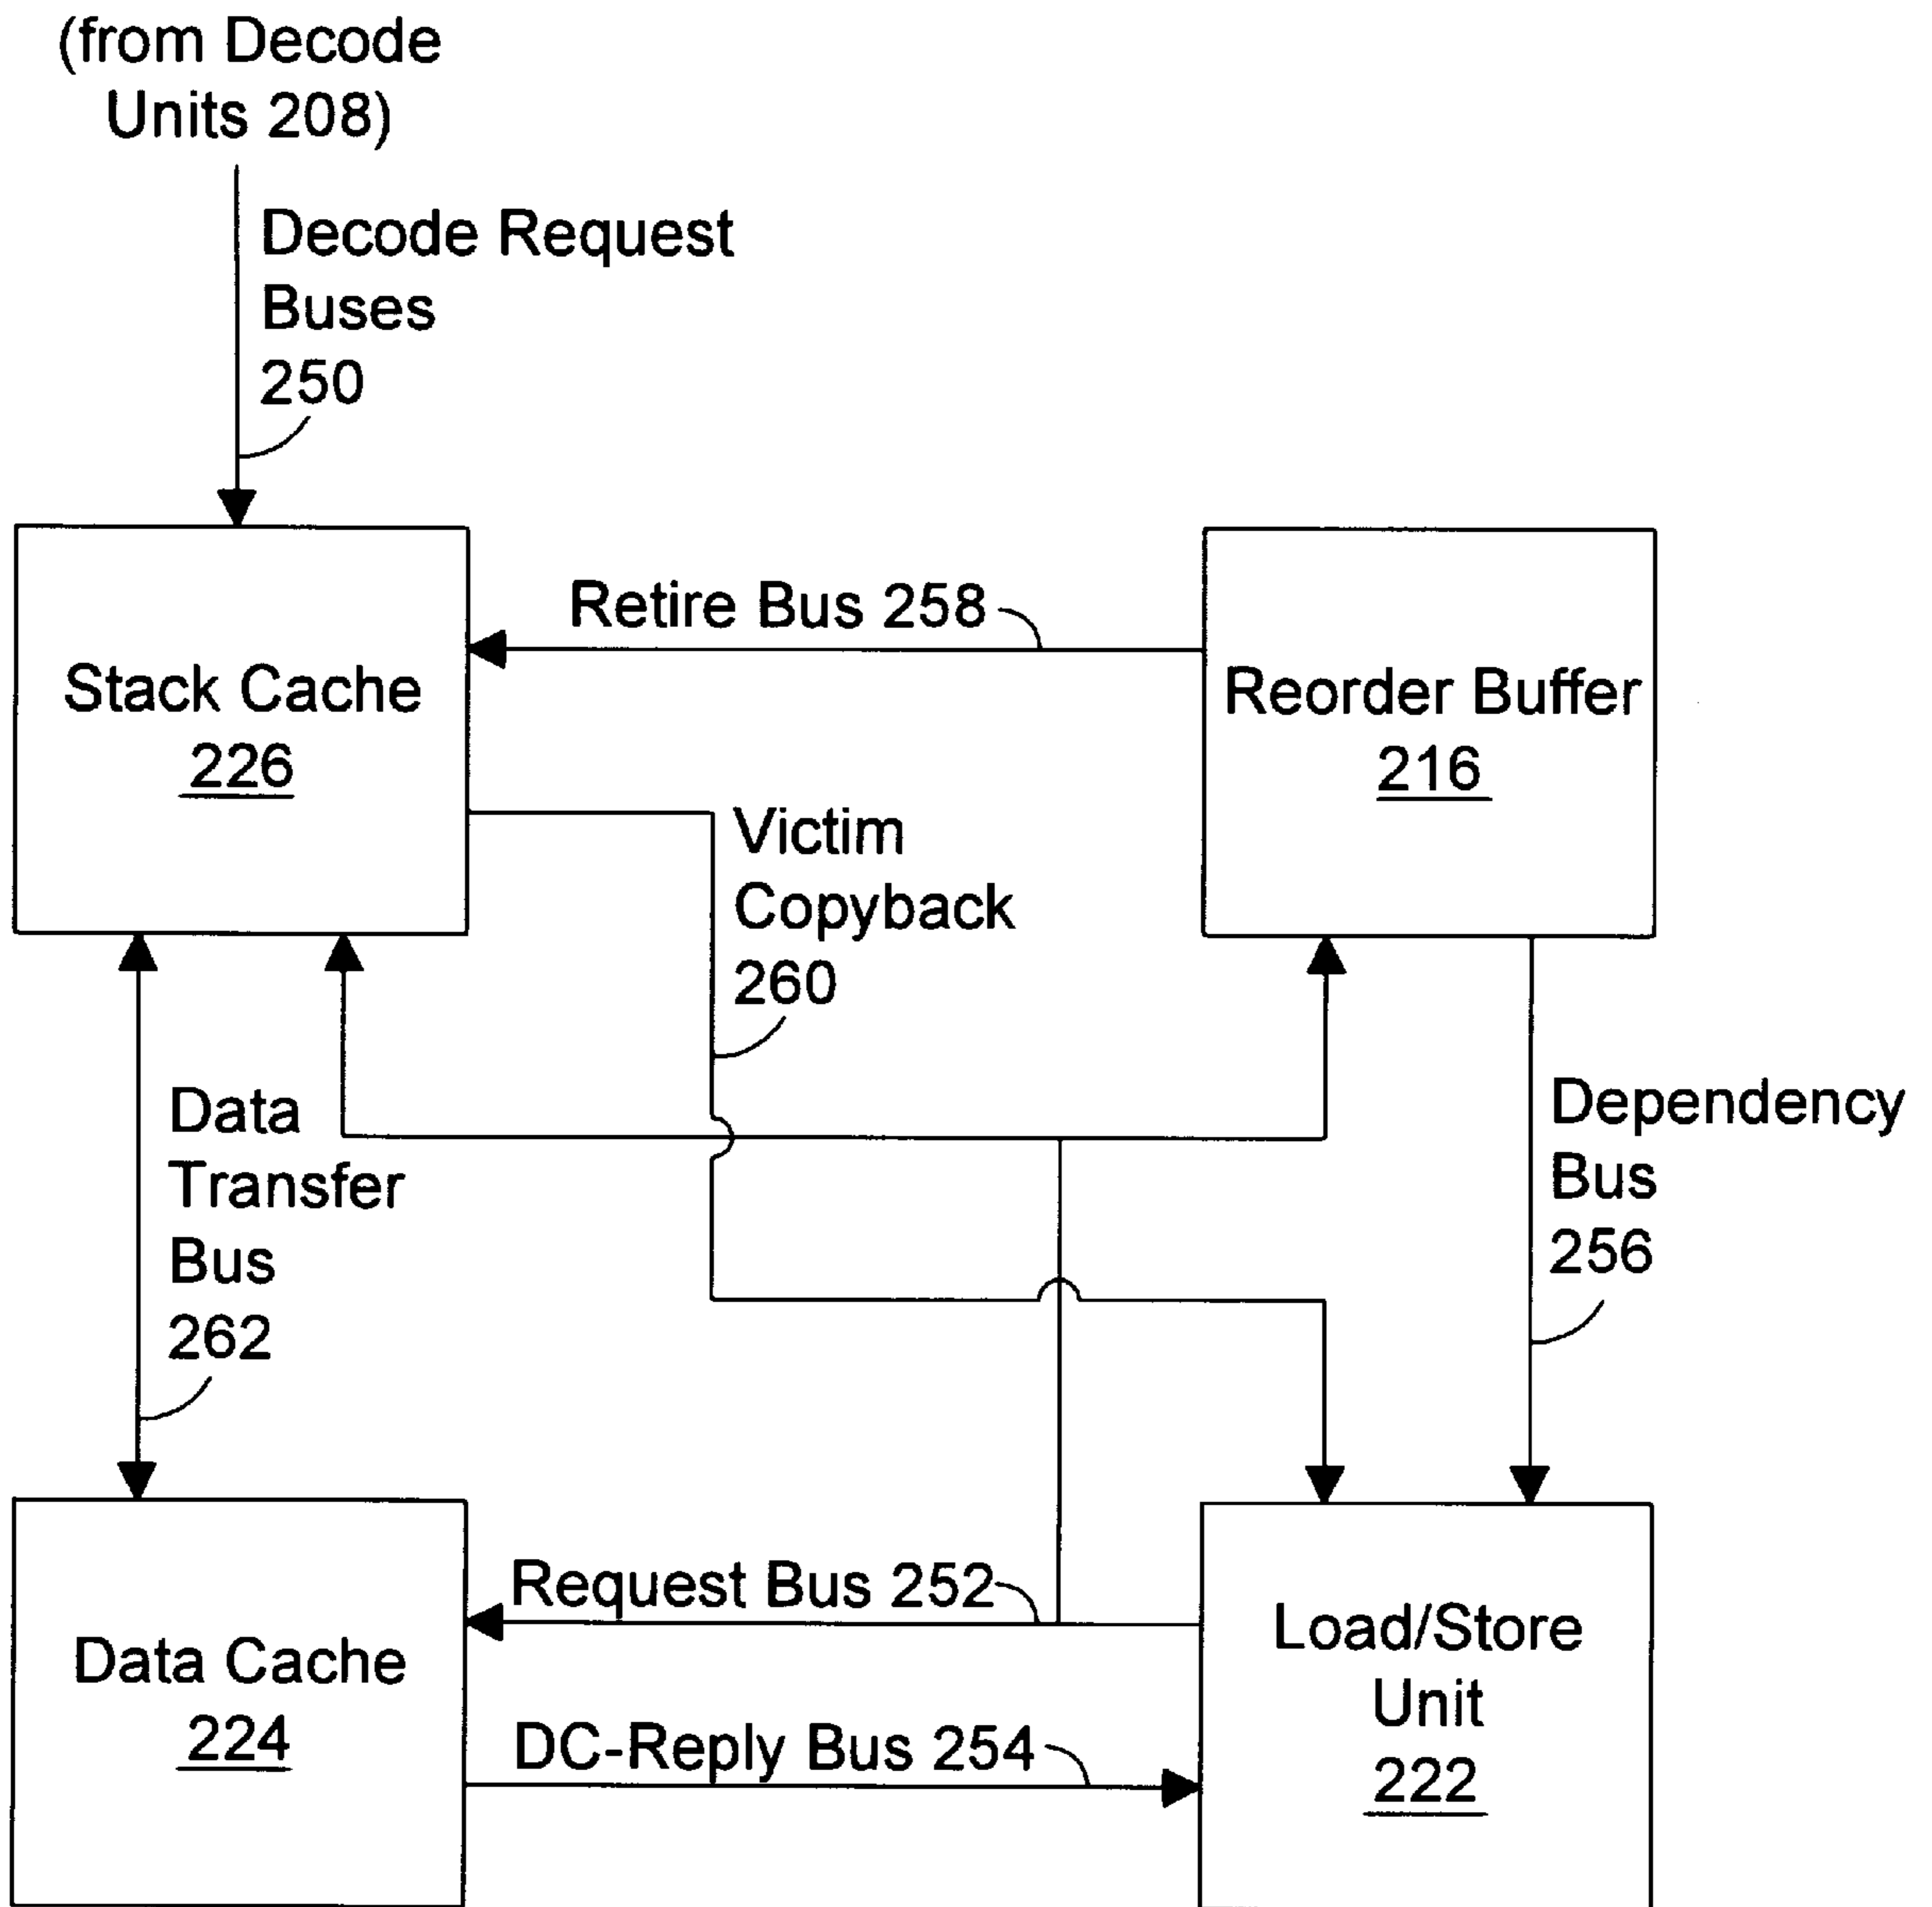 (from Decode
Units 208)
Decode Request
Buses
250
Retire Bus 258
Stack Cache
226
Reorder Buffer
216
Victim
Copyback
260
Data
Transfer
Bus
262
Dependency
Bus
256
Request Bus 252
Data Cache
224
DC-Reply Bus 254
Load/Store
Unit
222